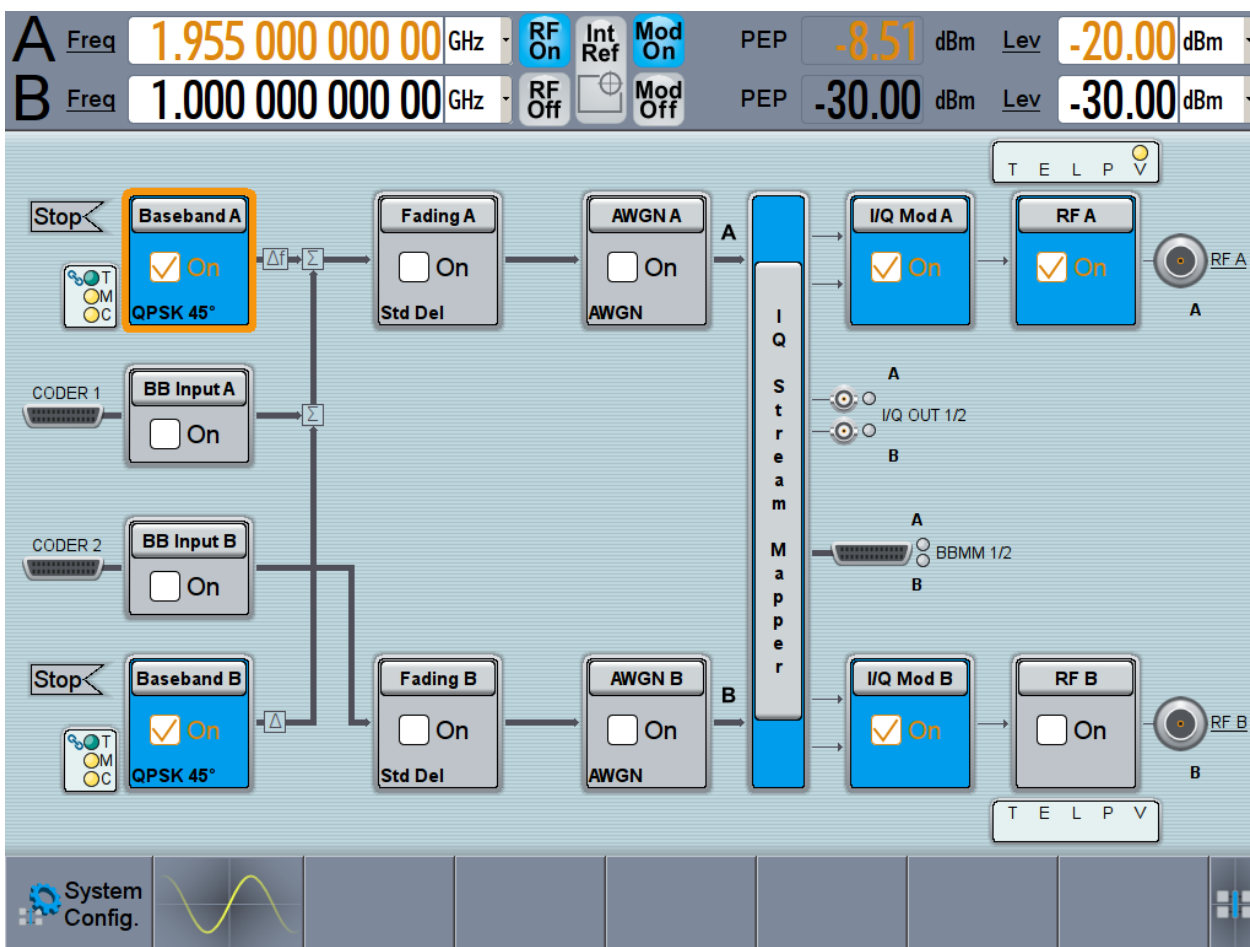 A Freq 1.955 000 000 00 GHz RF On Int Ref Mod On PEP -8.51 dBm Lev -20.00 dBm
B Freq 1.000 000 000 00 GHz RF Off Mod Off PEP -30.00 dBm Lev -30.00 dBm
T E L P V
Stop
Baseband A
On
QPSK 45°
T
M
C
Δf
Σ
Fading A
On
Std Del
AWGN A
On
AWGN
A
I/Q Mod A
On
RF A
On
RF A
A
CODER 1
BB Input A
On
Σ
IQ Stream Mapper
A
I/Q OUT 1/2
B
CODER 2
BB Input B
On
A
BBMM 1/2
B
Stop
Baseband B
On
QPSK 45°
T
M
C
Δ
Fading B
On
Std Del
AWGN B
On
AWGN
B
I/Q Mod B
On
RF B
On
RF B
B
T E L P V
System
Config.